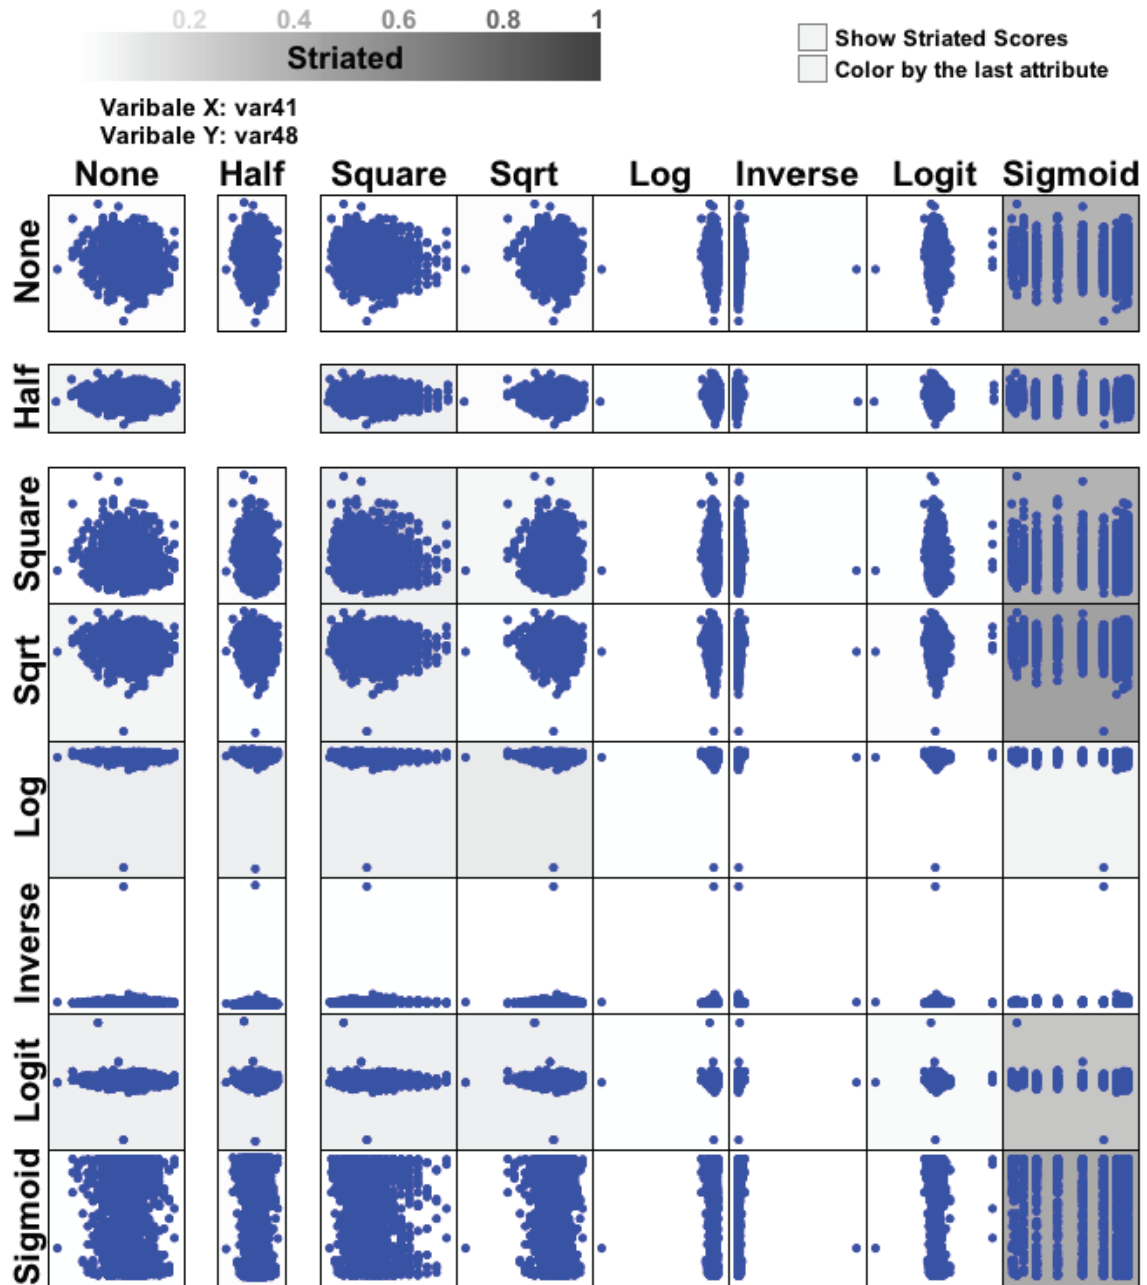 0.2 0.4 0.6 0.8 1
Striated
Show Striated Scores
Color by the last attribute
Varibale X: var41
Varibale Y: var48
None Half Square Sqrt Log Inverse Logit Sigmoid
None
Half
Square
Sqrt
Log
Inverse
Logit
Sigmoid